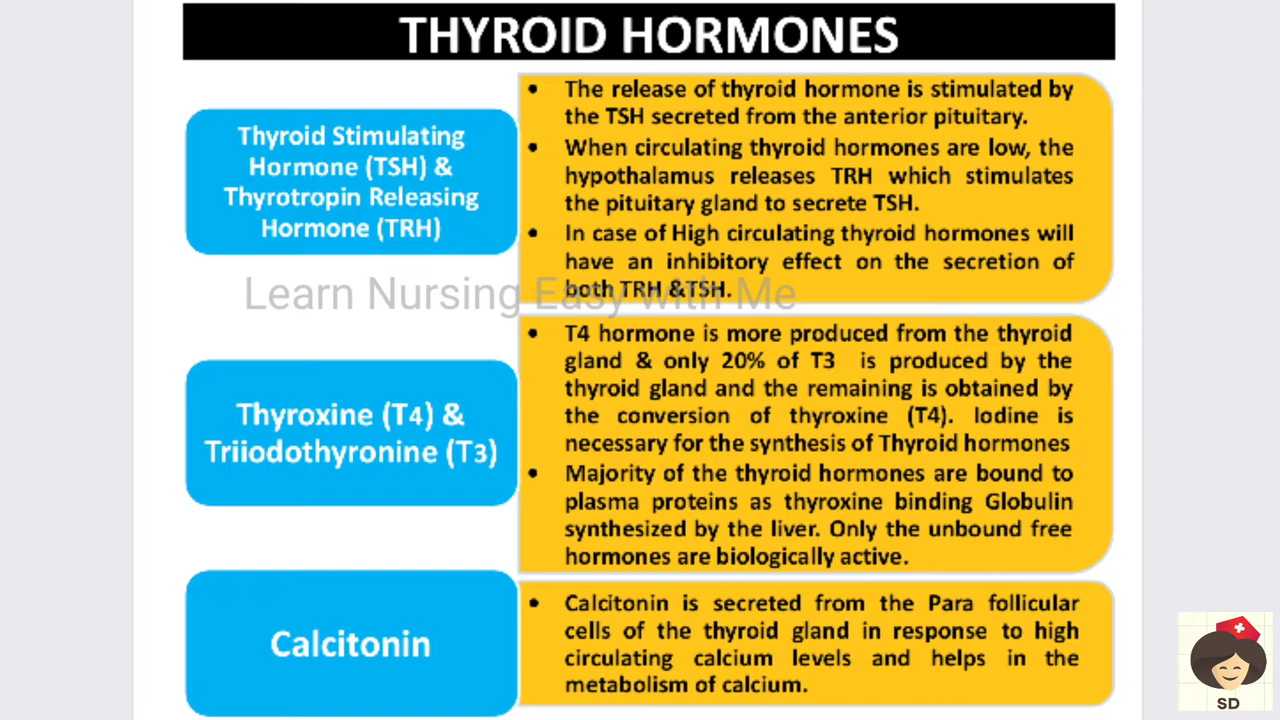 THYROID HORMONES
Thyroid Stimulating
Hormone (TSH) &
Thyrotropin Releasing
Hormone (TRH)
• The release of thyroid hormone is stimulated by
the TSH secreted from the anterior pituitary.
• When circulating thyroid hormones are low, the
hypothalamus releases TRH which stimulates
the pituitary gland to secrete TSH.
• In case of High circulating thyroid hormones will
have an inhibitory effect on the secretion of
both TRH &TSH.
Learn Nursing Easy with Me
Thyroxine (T4) &
Triiodothyronine (T3)
• T4 hormone is more produced from the thyroid
gland & only 20% of T3 is produced by the
thyroid gland and the remaining is obtained by
the conversion of thyroxine (T4). Iodine is
necessary for the synthesis of Thyroid hormones
• Majority of the thyroid hormones are bound to
plasma proteins as thyroxine binding Globulin
synthesized by the liver. Only the unbound free
hormones are biologically active.
Calcitonin
• Calcitonin is secreted from the Para follicular
cells of the thyroid gland in response to high
circulating calcium levels and helps in the
metabolism of calcium.
SD